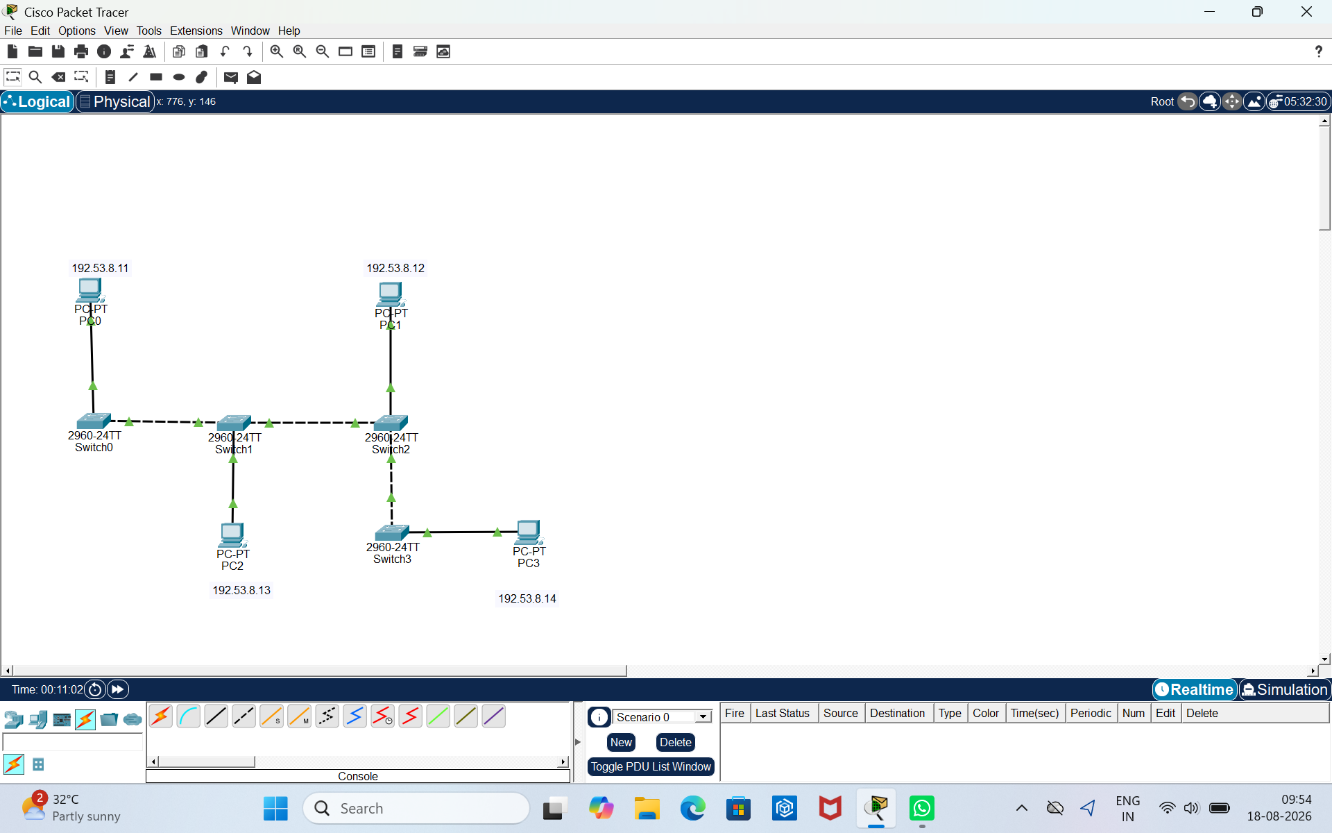 Cisco Packet Tracer
File Edit Options View Tools Extensions Window Help
?
Logical Physical x: 776, y: 146 Root 05:32:30
192.53.8.11 192.53.8.12
PC-PT
PC0
PC-PT
PC1
2960-24TT
Switch0
2960-24TT
Switch1
2960-24TT
Switch2
PC-PT
PC2
2960-24TT
Switch3
PC-PT
PC3
192.53.8.13
192.53.8.14
Time: 00:11:02 Realtime Simulation
S M
Scenario 0
New Delete
Toggle PDU List Window
Fire Last Status Source Destination Type Color Time(sec) Periodic Num Edit Delete
Console
2
32°C
Partly sunny
Search
ENG
IN
09:54
18-08-2026